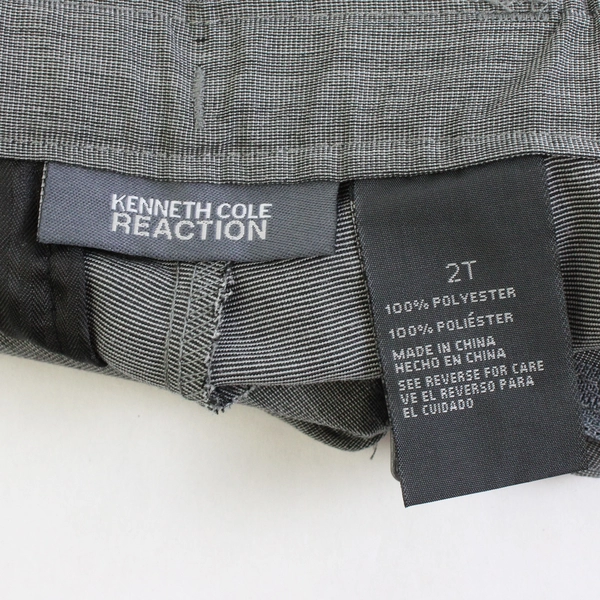 KENNETH COLE
REACTION
2T
100% POLYESTER
100% POLIÉSTER
MADE IN CHINA
HECHO EN CHINA
SEE REVERSE FOR CARE
VE EL REVERSO PARA
EL CUIDADO